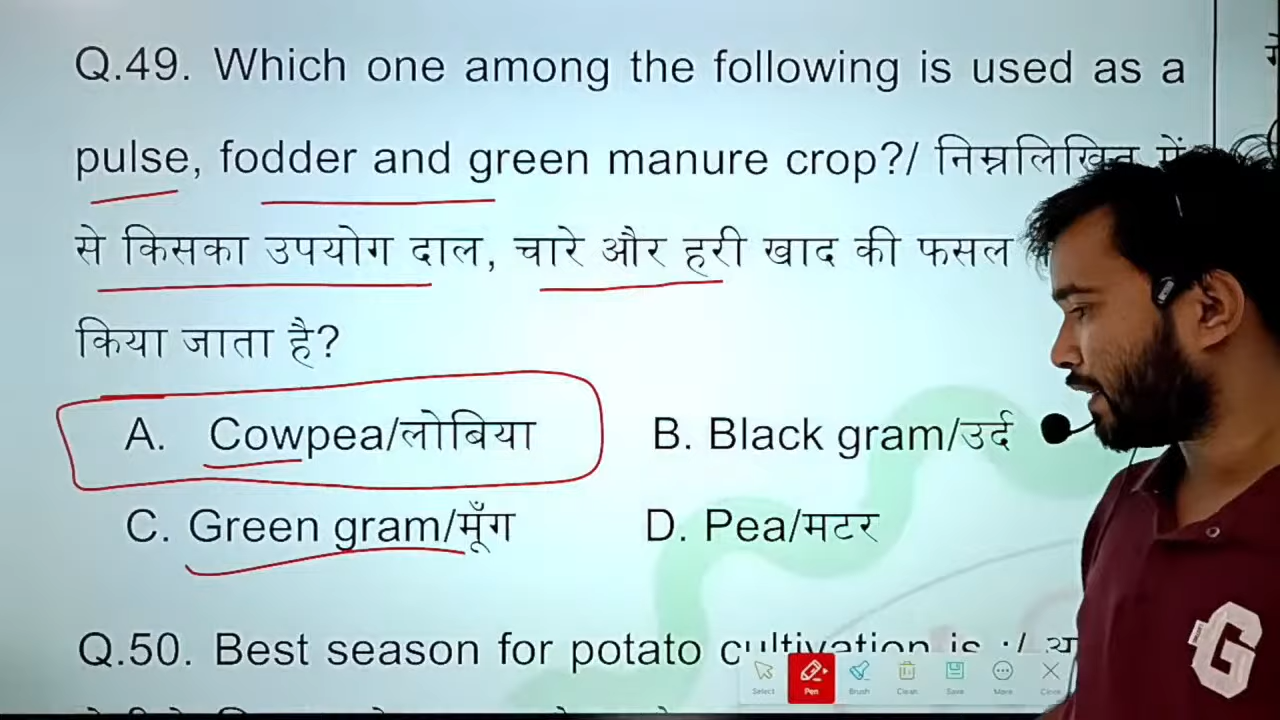 Q.49. Which one among the following is used as a
pulse, fodder and green manure crop?/ निम्नलिखित में
से किसका उपयोग दाल, चारे और हरी खाद की फसल
किया जाता है?
A. Cowpea/लोबिया
B. Black gram/उर्द
C. Green gram/मूँग
D. Pea/मटर
Q.50. Best season for potato cultivation is :/
Select
Pen
Brush
Clean
Save
More
Close
G